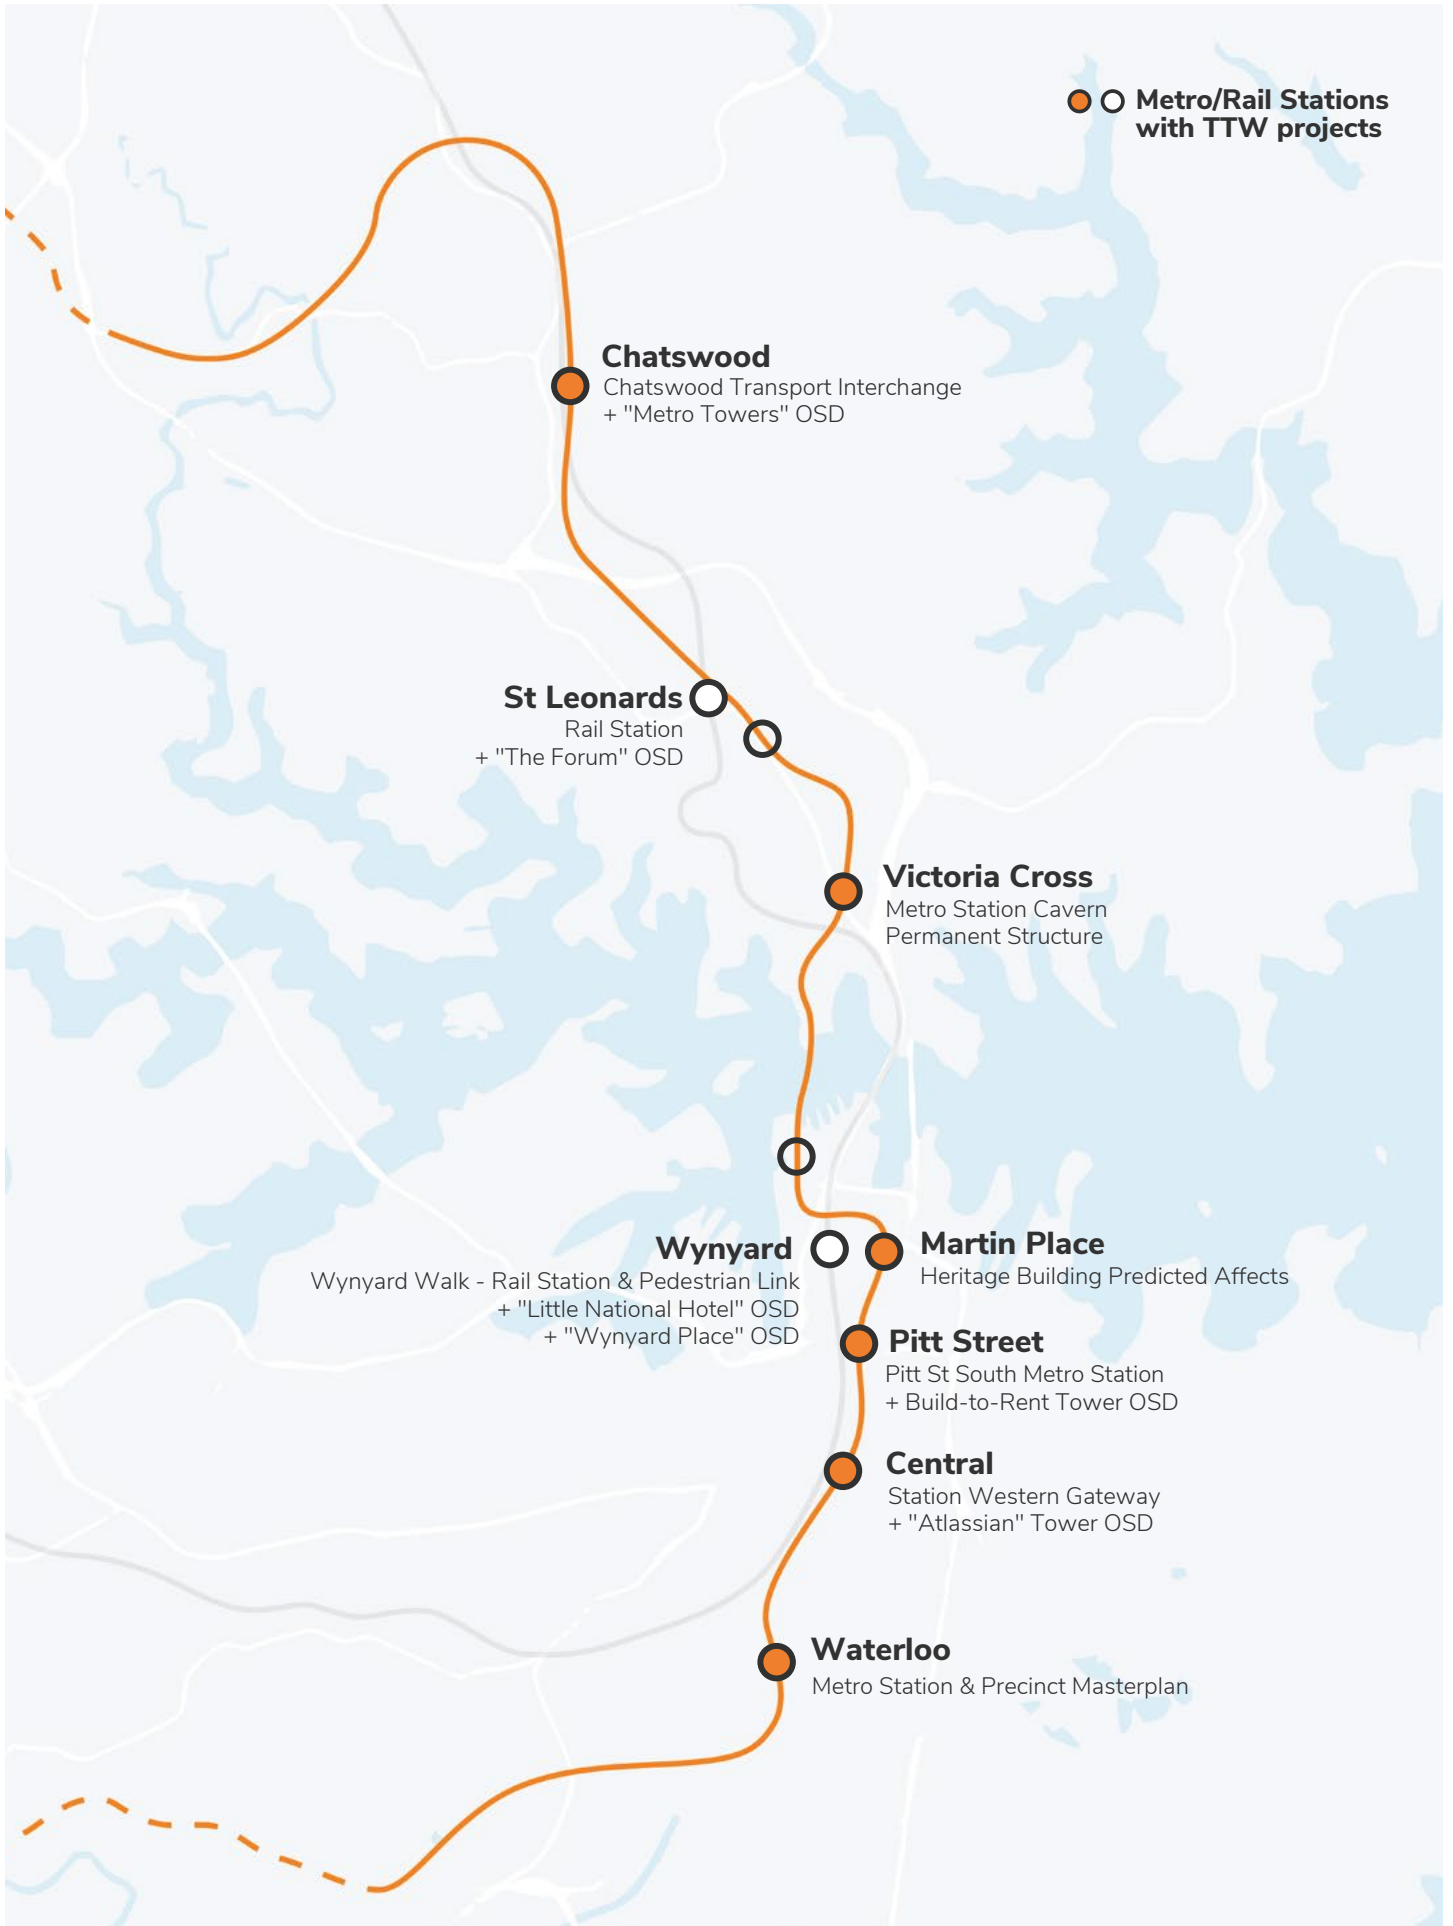 Metro/Rail Stations
with TTW projects
Chatswood
Chatswood Transport Interchange
+ "Metro Towers" OSD
St Leonards
Rail Station
+ "The Forum" OSD
Victoria Cross
Metro Station Cavern
Permanent Structure
Wynyard
Wynyard Walk - Rail Station & Pedestrian Link
+ "Little National Hotel" OSD
+ "Wynyard Place" OSD
Martin Place
Heritage Building Predicted Affects
Pitt Street
Pitt St South Metro Station
+ Build-to-Rent Tower OSD
Central
Station Western Gateway
+ "Atlassian" Tower OSD
Waterloo
Metro Station & Precinct Masterplan